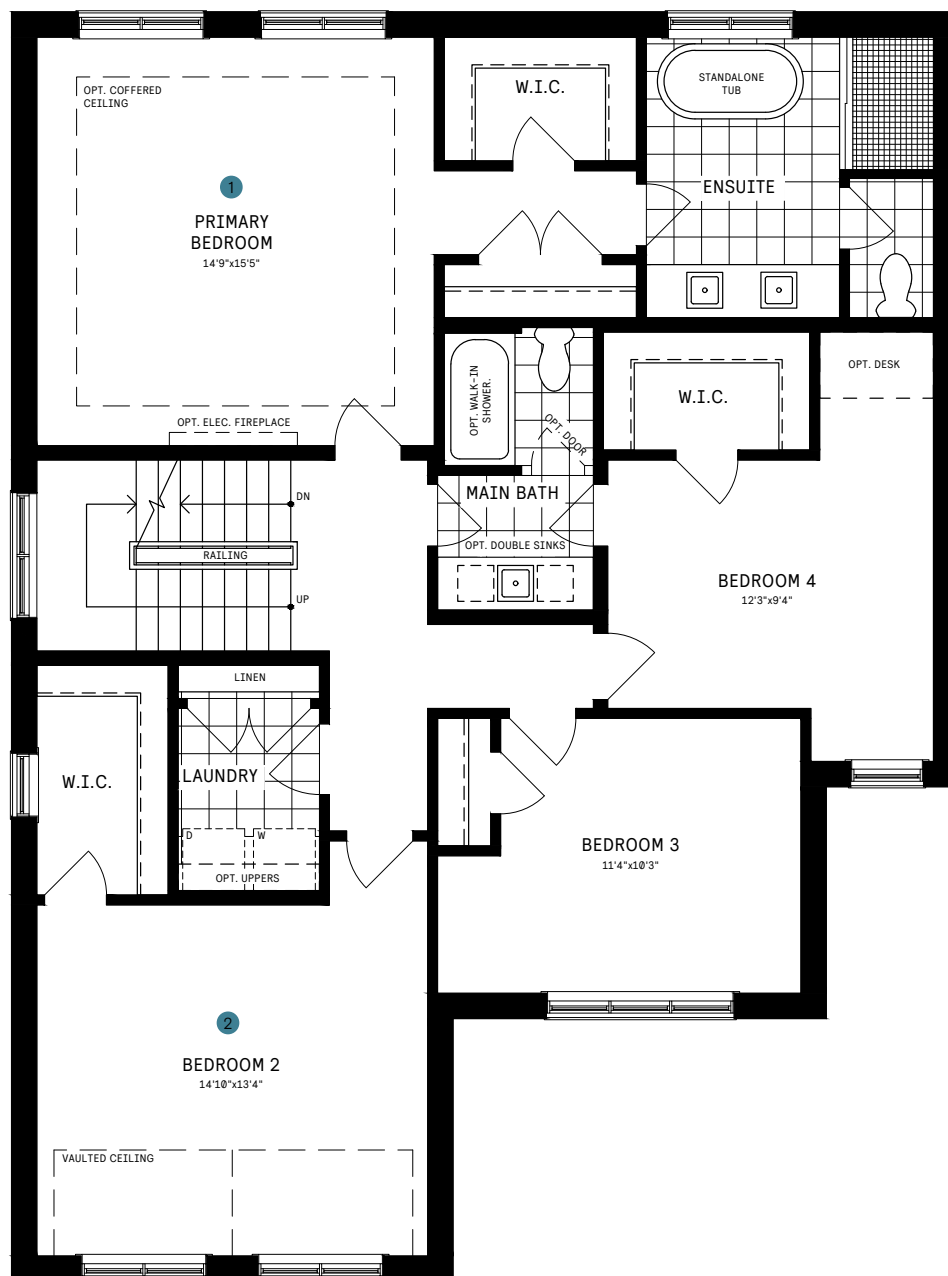 OPT. COFFERED
CEILING
1
PRIMARY
BEDROOM
14'9"x15'5"
OPT. ELEC. FIREPLACE
W.I.C.
STANDALONE
TUB
ENSUITE
OPT. WALK-IN
SHOWER.
OPT. DOOR
MAIN BATH
OPT. DOUBLE SINKS
W.I.C.
OPT. DESK
BEDROOM 4
12'3"x9'4"
DN
RAILING
UP
LINEN
W.I.C.
LAUNDRY
D
W
OPT. UPPERS
BEDROOM 3
11'4"x10'3"
2
BEDROOM 2
14'10"x13'4"
VAULTED CEILING